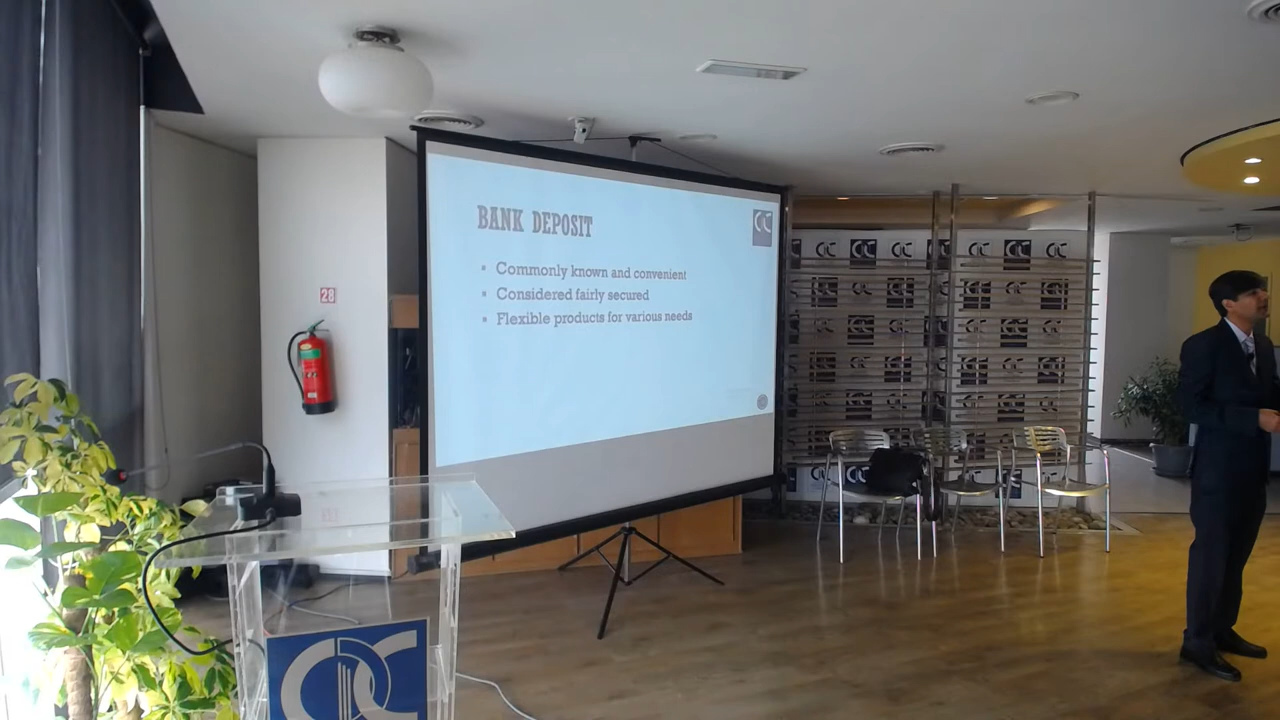 BANK DEPOSIT
Commonly known and convenient
Considered fairly secured
Flexible products for various needs
28